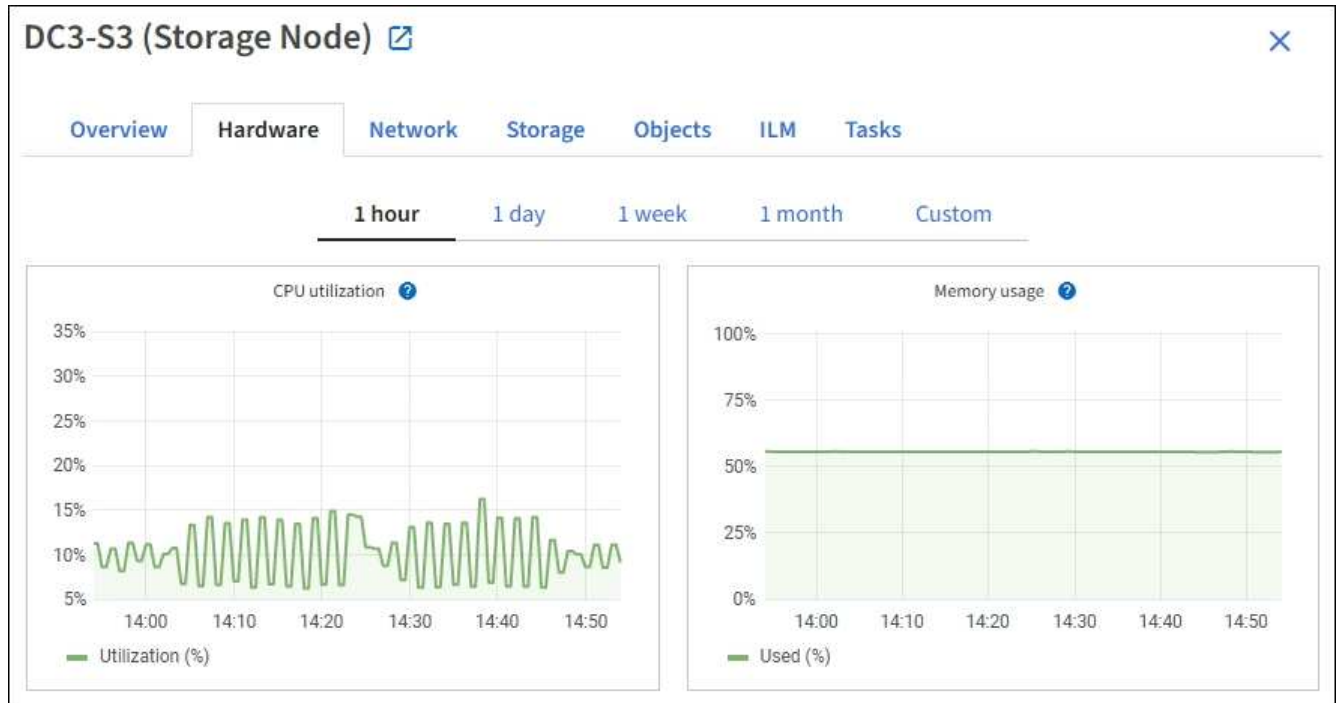 DC3-S3 (Storage Node)
Overview Hardware Network Storage Objects ILM Tasks
1 hour 1 day 1 week 1 month Custom
CPU utilization
35%
30%
25%
20%
15%
10%
5%
14:00 14:10 14:20 14:30 14:40 14:50
Utilization (%)
Memory usage
100%
75%
50%
25%
0%
14:00 14:10 14:20 14:30 14:40 14:50
Used (%)